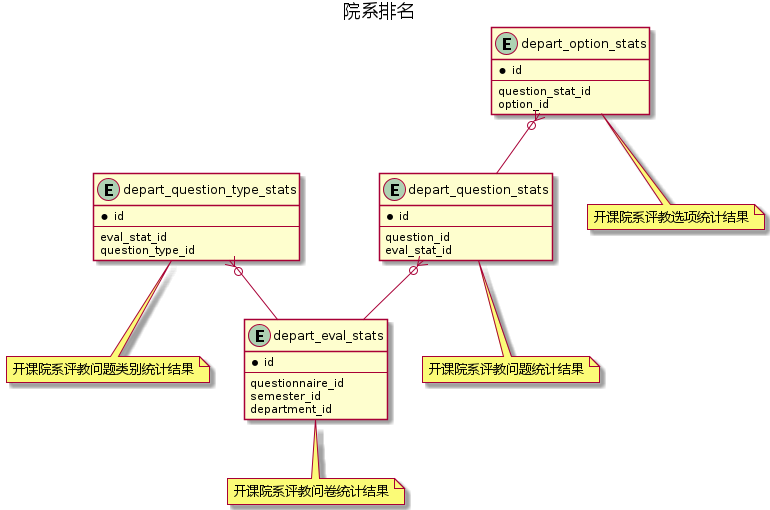 院系排名
E depart_option_stats
id
question_stat_id
option_id
开课院系评教选项统计结果
E depart_question_type_stats
id
eval_stat_id
question_type_id
E depart_question_stats
id
question_id
eval_stat_id
开课院系评教问题类别统计结果
E depart_eval_stats
id
questionnaire_id
semester_id
department_id
开课院系评教问题统计结果
开课院系评教问卷统计结果